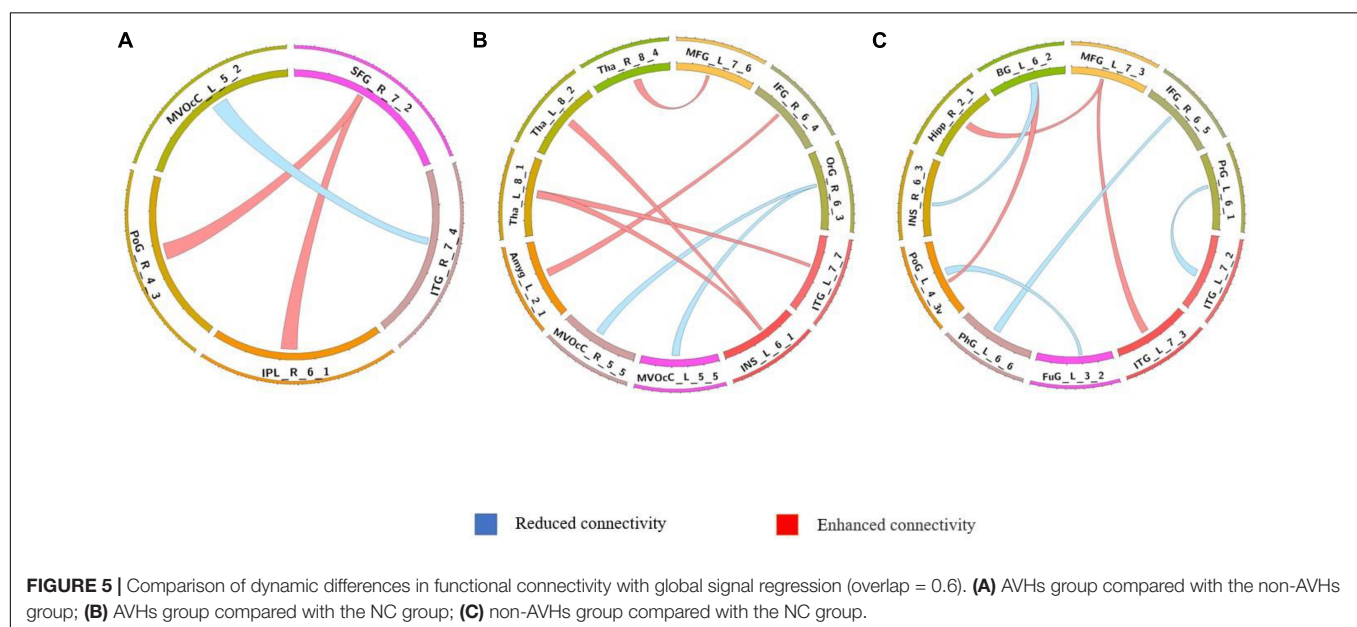 A
B
C
MVOcC_L_5_2
SFG_R_7_2
ITG_R_7_4
IPL_R_6_1
PoG_R_4_3
Tha_R_8_4
MFG_L_7_6
IFG_R_6_4
OrG_R_6_3
ITG_L_7_7
INS_L_6_1
MVOcC_L_5_5
MVOcC_R_5_5
Amyg_L_2_1
Tha_L_8_1
Tha_L_8_2
BG_L_6_2
MFG_L_7_3
IFG_R_6_5
PrG_L_6_1
ITG_L_7_2
ITG_L_7_3
FuG_L_3_2
PhG_L_6_6
PoG_L_4_3v
INS_R_6_3
Hipp_R_2_1
Reduced connectivity
Enhanced connectivity
FIGURE 5 | Comparison of dynamic differences in functional connectivity with global signal regression (overlap = 0.6). (A) AVHs group compared with the non-AVHs
group; (B) AVHs group compared with the NC group; (C) non-AVHs group compared with the NC group.